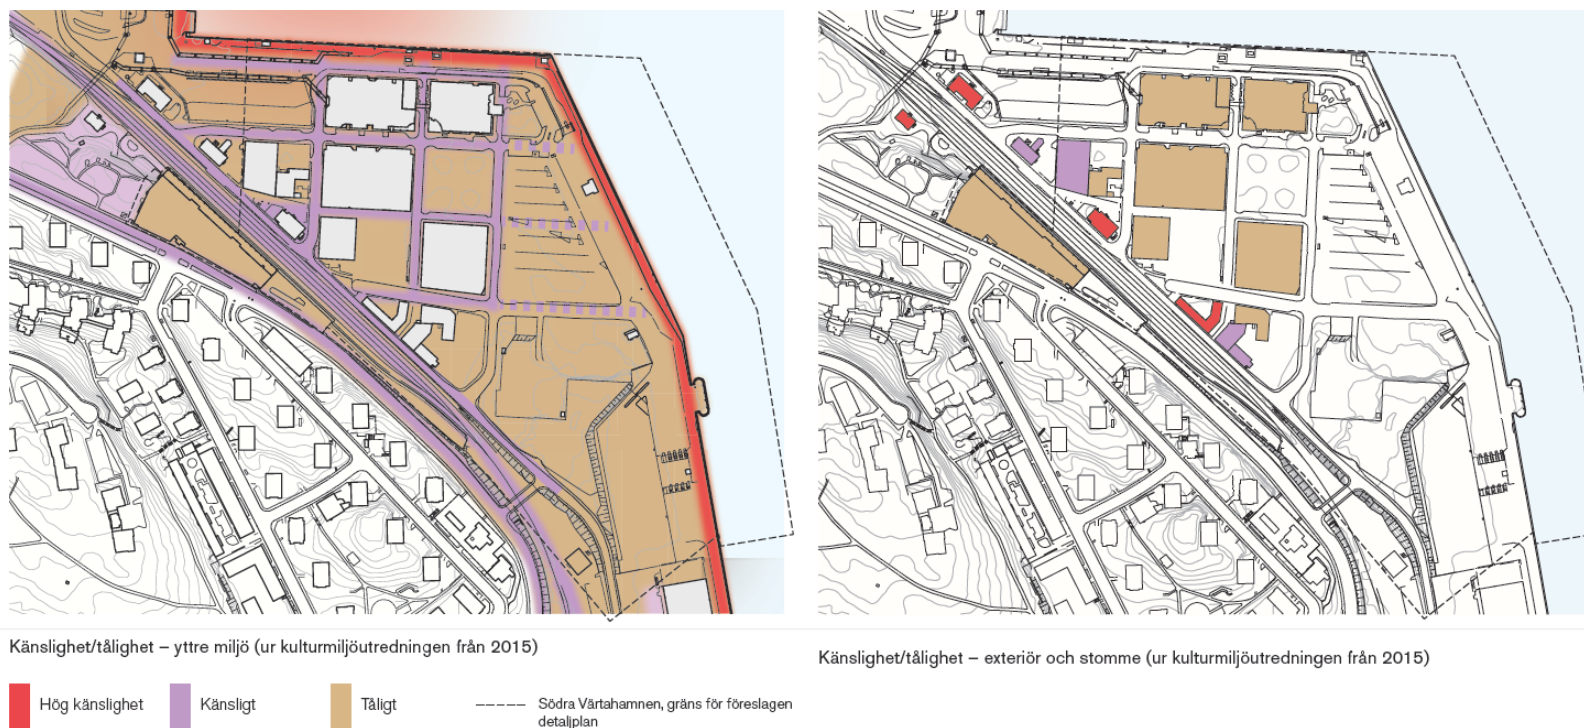 Känslighet/tålighet – yttre miljö (ur kulturmiljöutredningen från 2015)
Känslighet/tålighet – exteriör och stomme (ur kulturmiljöutredningen från 2015)
Hög känslighet
Känsligt
Tåligt
Södra Värtahamnen, gräns för föreslagen
detaljplan